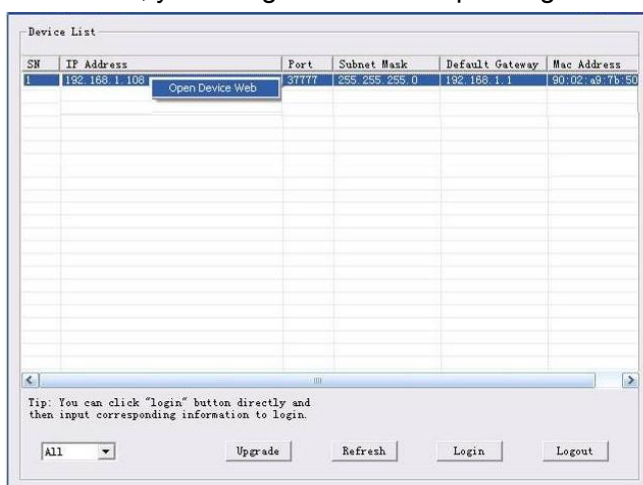 Device List
SN IP Address Port Subnet Mask Default Gateway Mac Address
1 192.168.1.108 37777 255.255.255.0 192.168.1.1 90:02:a9:7b:50
Open Device Web
Tip: You can click "login" button directly and
then input corresponding information to login.
All Upgrade Refresh Login Logout